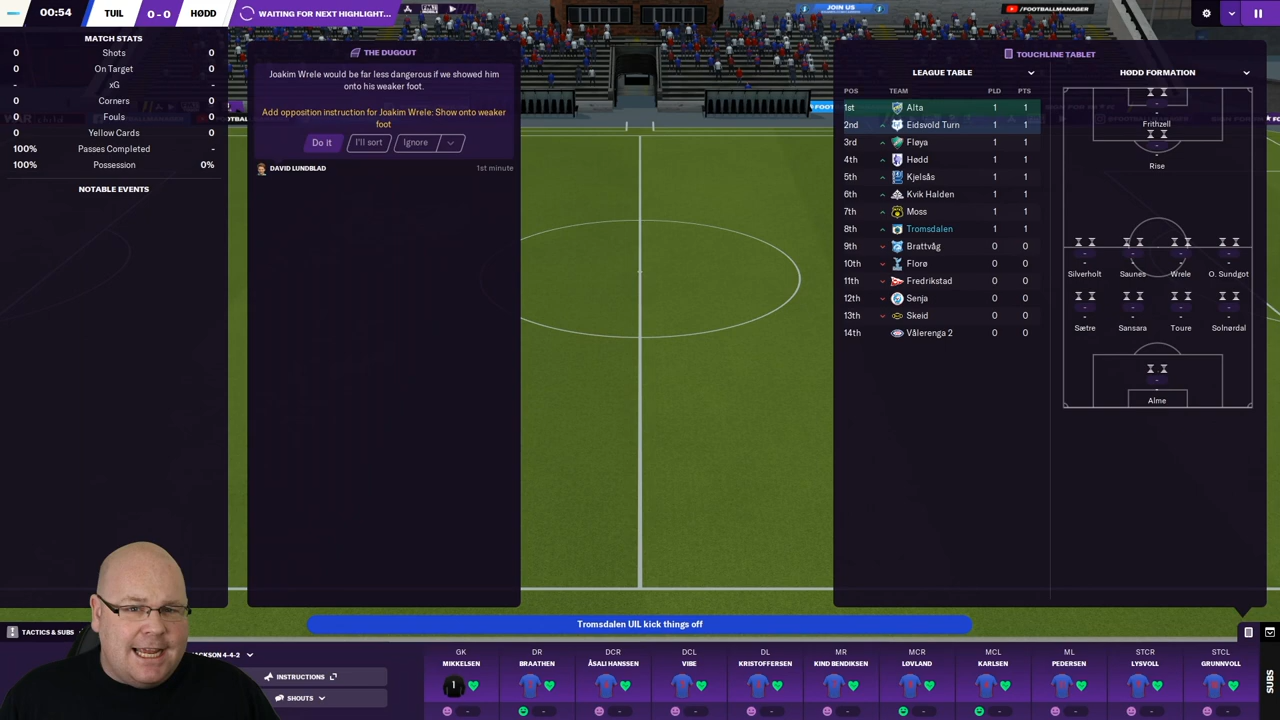 00:54
TUIL
0 - 0
HØDD
WAITING FOR NEXT HIGHLIGHT...
JOIN US
/FOOTBALLMANAGER
MATCH STATS
0 Shots 0
0 0
xG -
0 Corners 0
0 Fouls 0
0 Yellow Cards 0
100% Passes Completed -
100% Possession 0%
NOTABLE EVENTS
THE DUGOUT
Joakim Wrele would be far less dangerous if we showed him
onto his weaker foot.
Add opposition instruction for Joakim Wrele: Show onto weaker
foot
Do it
I'll sort
Ignore
DAVID LUNDBLAD
1st minute
TOUCHLINE TABLET
LEAGUE TABLE
POS TEAM PLD PTS
1st Alta 1 1
2nd Eidsvold Turn 1 1
3rd Fløya 1 1
4th Hødd 1 1
5th Kjelsås 1 1
6th Kvik Halden 1 1
7th Moss 1 1
8th Tromsdalen 1 1
9th Brattvåg 0 0
10th Florø 0 0
11th Fredrikstad 0 0
12th Senja 0 0
13th Skeid 0 0
14th Vålerenga 2 0 0
HØDD FORMATION
Frithzell
-
Rise
Silverholt Saunes Wrele O. Sundgot
Sætre Sansara Toure Solnørdal
Alme
Tromsdalen UIL kick things off
TACTICS & SUBS
JACKSON 4-4-2
INSTRUCTIONS
SHOUTS
GK DR DCR DCL DL MR MCR MCL ML STCR STCL
MIKKELSEN BRAATHEN ÅSALI HANSSEN VIBE KRISTOFFERSEN KIND BENDIKSEN LØVLAND KARLSEN PEDERSEN LYSVOLL GRUNNVOLL
1
SUBS